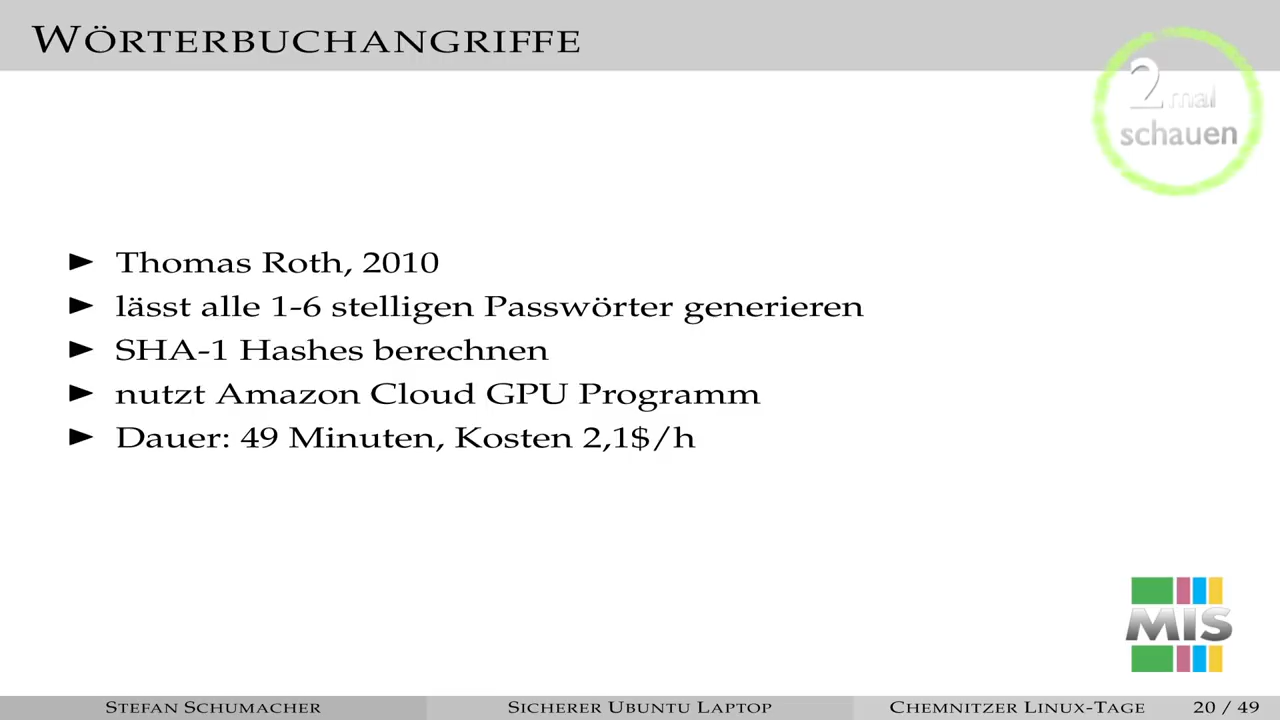 WÖRTERBUCHANGRIFFE
2 mal
schauen
► Thomas Roth, 2010
► lässt alle 1-6 stelligen Passwörter generieren
► SHA-1 Hashes berechnen
► nutzt Amazon Cloud GPU Programm
► Dauer: 49 Minuten, Kosten 2,1$/h
MIS
STEFAN SCHUMACHER SICHERER UBUNTU LAPTOP CHEMNITZER LINUX-TAGE 20 / 49